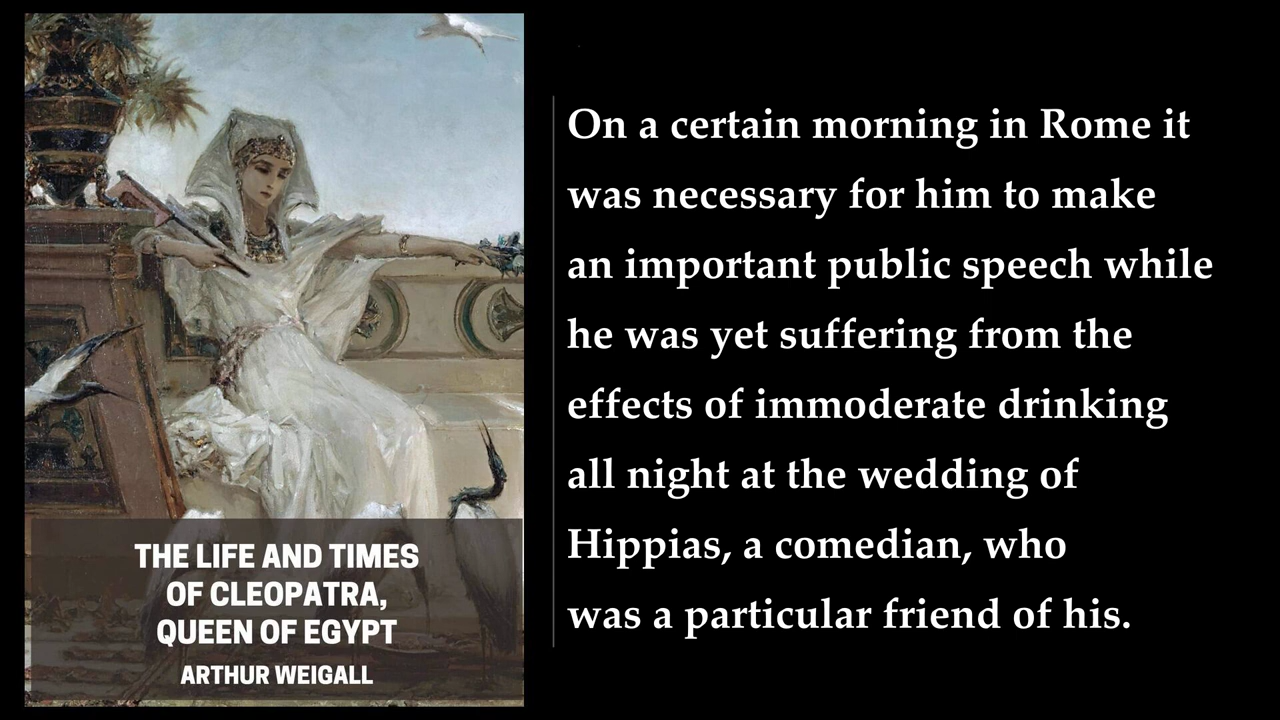 THE LIFE AND TIMES
OF CLEOPATRA,
QUEEN OF EGYPT
ARTHUR WEIGALL
On a certain morning in Rome it
was necessary for him to make
an important public speech while
he was yet suffering from the
effects of immoderate drinking
all night at the wedding of
Hippias, a comedian, who
was a particular friend of his.